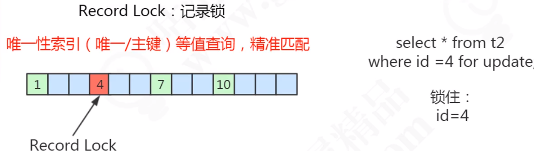 Record Lock：记录锁
唯一性索引（唯一/主键）等值查询，精准匹配
select * from t2
where id =4 for update,
1 4 7 10
锁住：
id=4
Record Lock